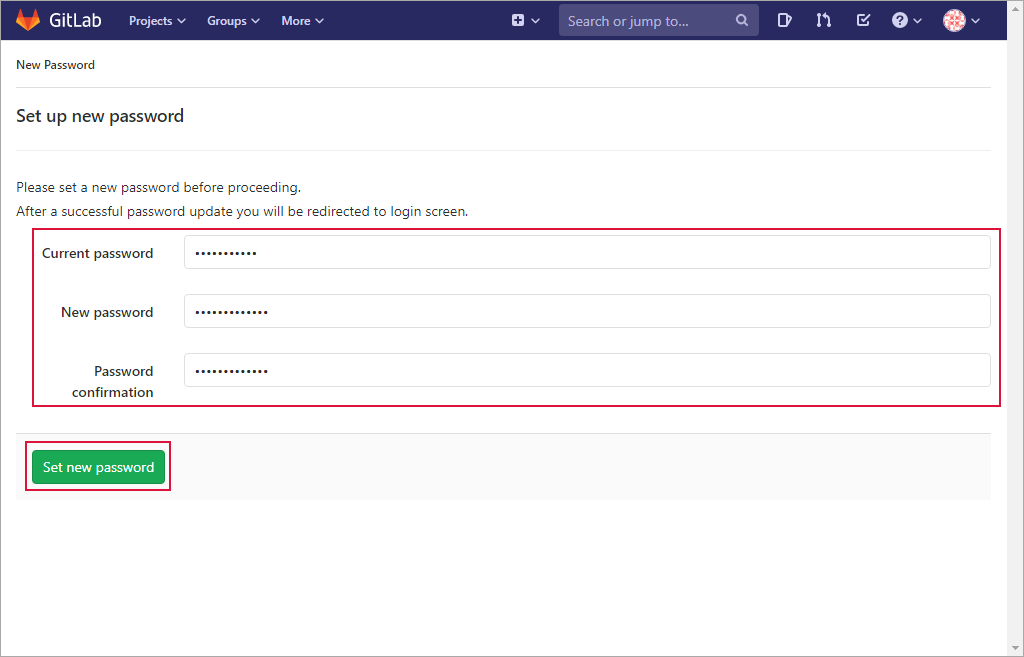 GitLab Projects Groups More Search or jump to...
New Password
Set up new password
Please set a new password before proceeding.
After a successful password update you will be redirected to login screen.
Current password •••••••••••
New password •••••••••••••
Password
confirmation •••••••••••••
Set new password